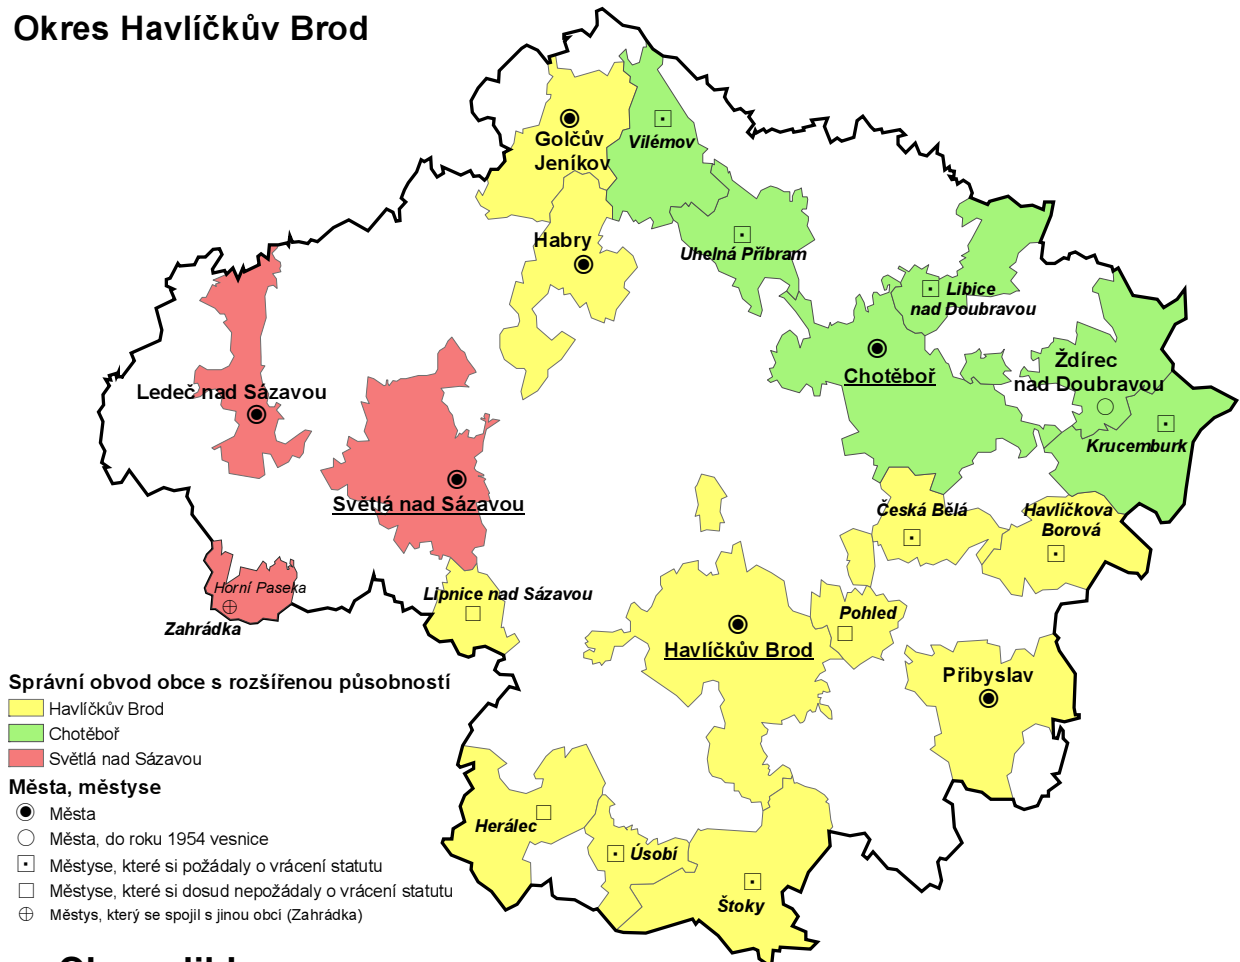 Okres Havlíčkův Brod
Golčův
Jeníkov
Vilémov
Habry
Uhelná Přibram
Libice
nad Doubravou
Chotěboř
Ždírec
nad Doubravou
Ledeč nad Sázavou
Krucemburk
Světlá nad Sázavou
Česká Bělá
Havlíčkova
Borová
Horní Paseka
Zahrádka
Lipnice nad Sázavou
Pohled
Havlíčkův Brod
Přibyslav
Herálec
Úsobí
Štoky
Správní obvod obce s rozšířenou působností
Havlíčkův Brod
Chotěboř
Světlá nad Sázavou
Města, městyse
Města
Města, do roku 1954 vesnice
Městyse, které si požádaly o vrácení statutu
Městyse, které si dosud nepožádaly o vrácení statutu
Městys, který se spojil s jinou obcí (Zahrádka)